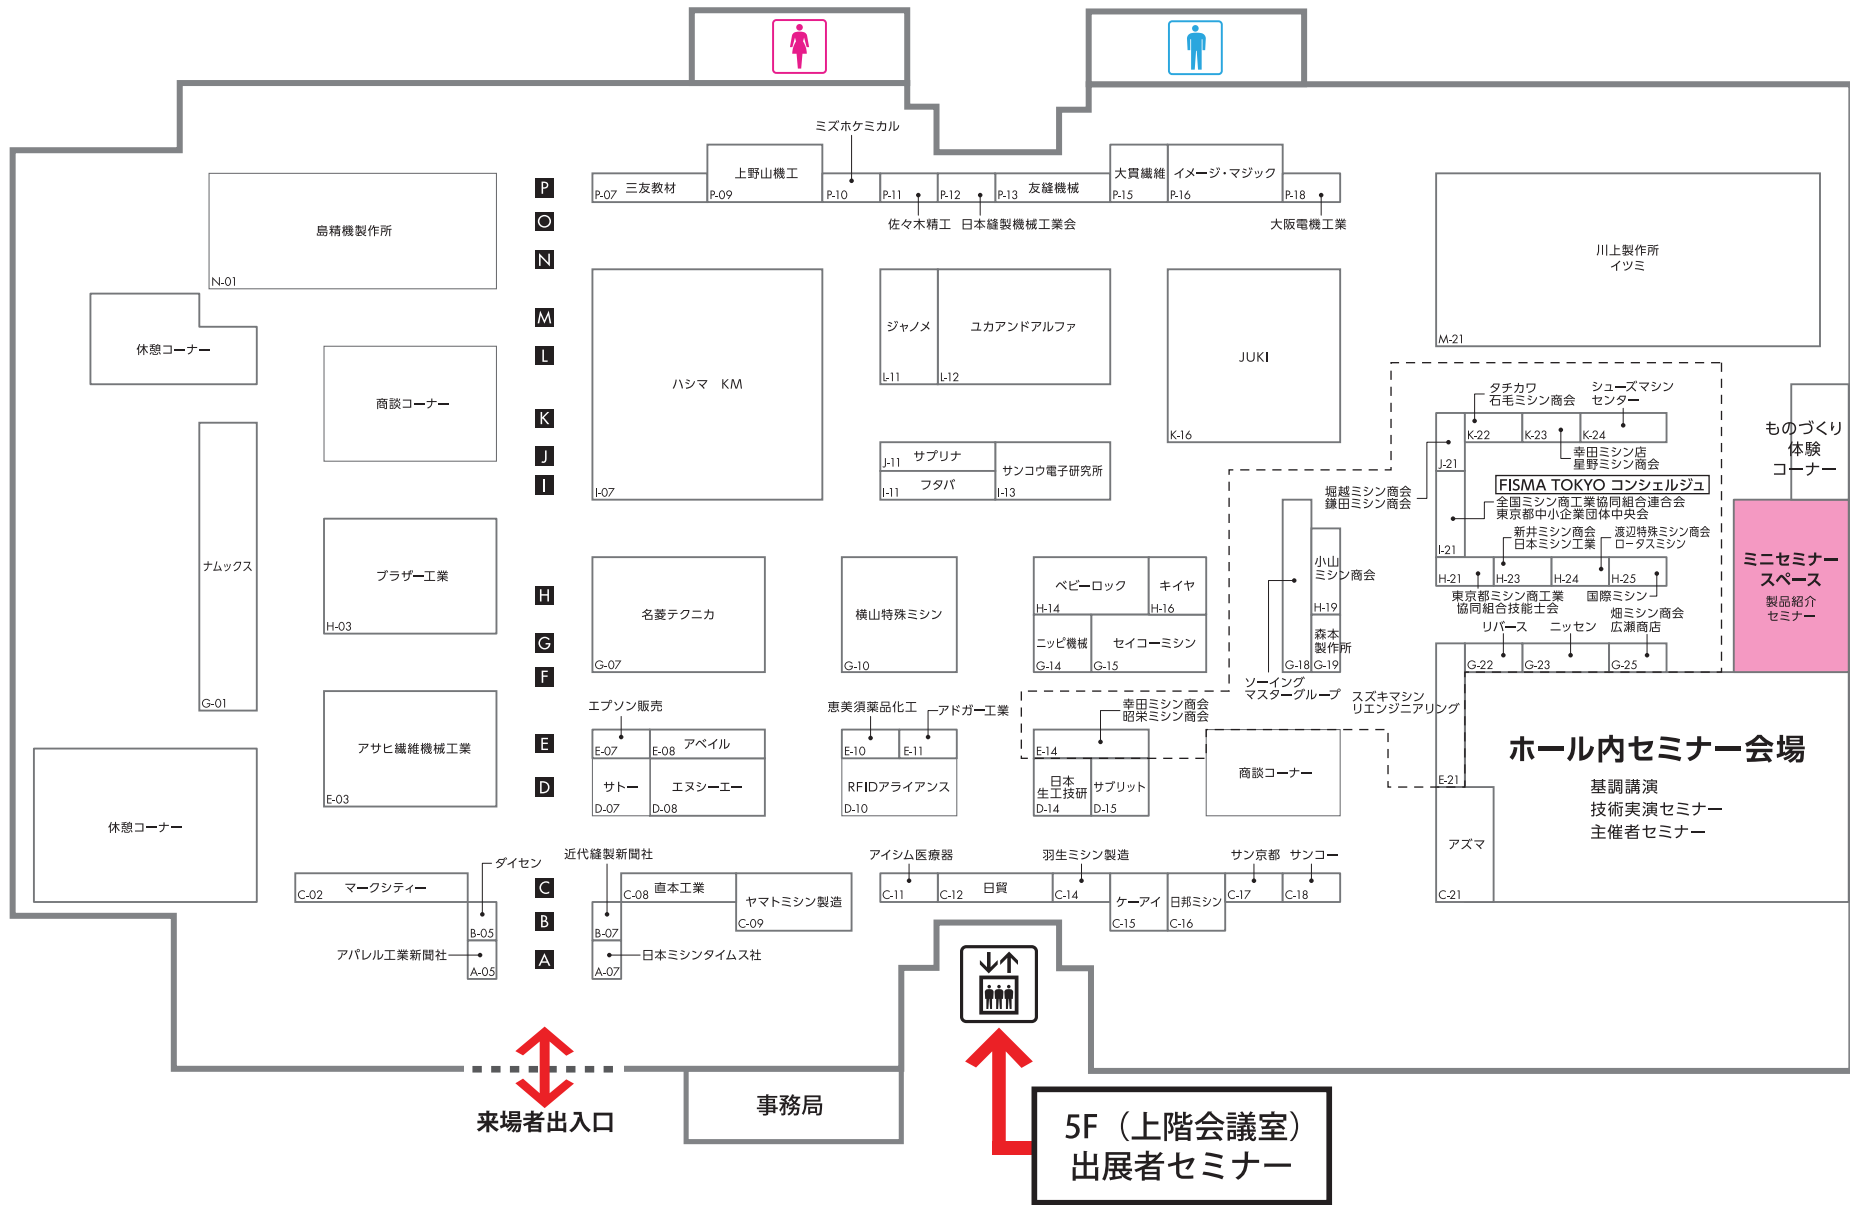 ミズホケミカル
P
P-07
三友教材
上野山機工
P-09
P-10
P-11
P-12
P-13
友縫機械
大貫繊維
P-15
イメージ・マジック
P-16
P-18
佐々木精工
日本縫製機械工業会
大阪電機工業
O
N
島精機製作所
N-01
川上製作所
イツミ
M-21
休憩コーナー
M
L
商談コーナー
K
J
I
ハシマ KM
I-07
ジャノメ
L-11
ユカアンドアルファ
L-12
JUKI
K-16
J-11
サプリナ
I-11
フタバ
サンコウ電子研究所
I-13
タチカワ
石毛ミシン商会
シューズマシン
センター
K-22
K-23
K-24
幸田ミシン店
星野ミシン商会
J-21
堀越ミシン商会
鎌田ミシン商会
FISMA TOKYO コンシェルジュ
全国ミシン商工業協同組合連合会
東京都中小企業団体中央会
新井ミシン商会
日本ミシン工業
渡辺特殊ミシン商会
ロータスミシン
I-21
H-21
H-23
H-24
H-25
東京都ミシン商工業
協同組合技能士会
国際ミシン
畑ミシン商会
広瀬商店
リバース
ニッセン
G-22
G-23
G-25
ものづくり
体験
コーナー
ミニセミナー
スペース
製品紹介
セミナー
ナムックス
G-01
ブラザー工業
H-03
H
G
F
名菱テクニカ
G-07
横山特殊ミシン
G-10
ベビーロック
H-14
キイヤ
H-16
ニッピ機械
G-14
セイコーミシン
G-15
小山
ミシン商会
H-19
森本
製作所
G-18
G-19
ソーイング
マスターグループ
スズキマシン
リエンジニアリング
E-21
アサヒ繊維機械工業
E-03
E
D
エプソン販売
E-07
E-08
アベイル
サトー
D-07
エヌシーエー
D-08
恵美須薬品化工
アドガー工業
E-10
E-11
RFIDアライアンス
D-10
幸田ミシン商会
昭栄ミシン商会
E-14
日本
生工技研
D-14
サブリット
D-15
商談コーナー
ホール内セミナー会場
基調講演
技術実演セミナー
主催者セミナー
アズマ
C-21
休憩コーナー
C
B
A
マークシティー
C-02
ダイセン
B-05
アパレル工業新聞社
A-05
近代縫製新聞社
B-07
日本ミシンタイムス社
A-07
C-08
直本工業
ヤマトミシン製造
C-09
アイシム医療器
C-11
C-12
日貿
羽生ミシン製造
C-14
ケーアイ
C-15
日邦ミシン
C-16
サン京都
サンコー
C-17
C-18
来場者出入口
事務局
5F（上階会議室）
出展者セミナー